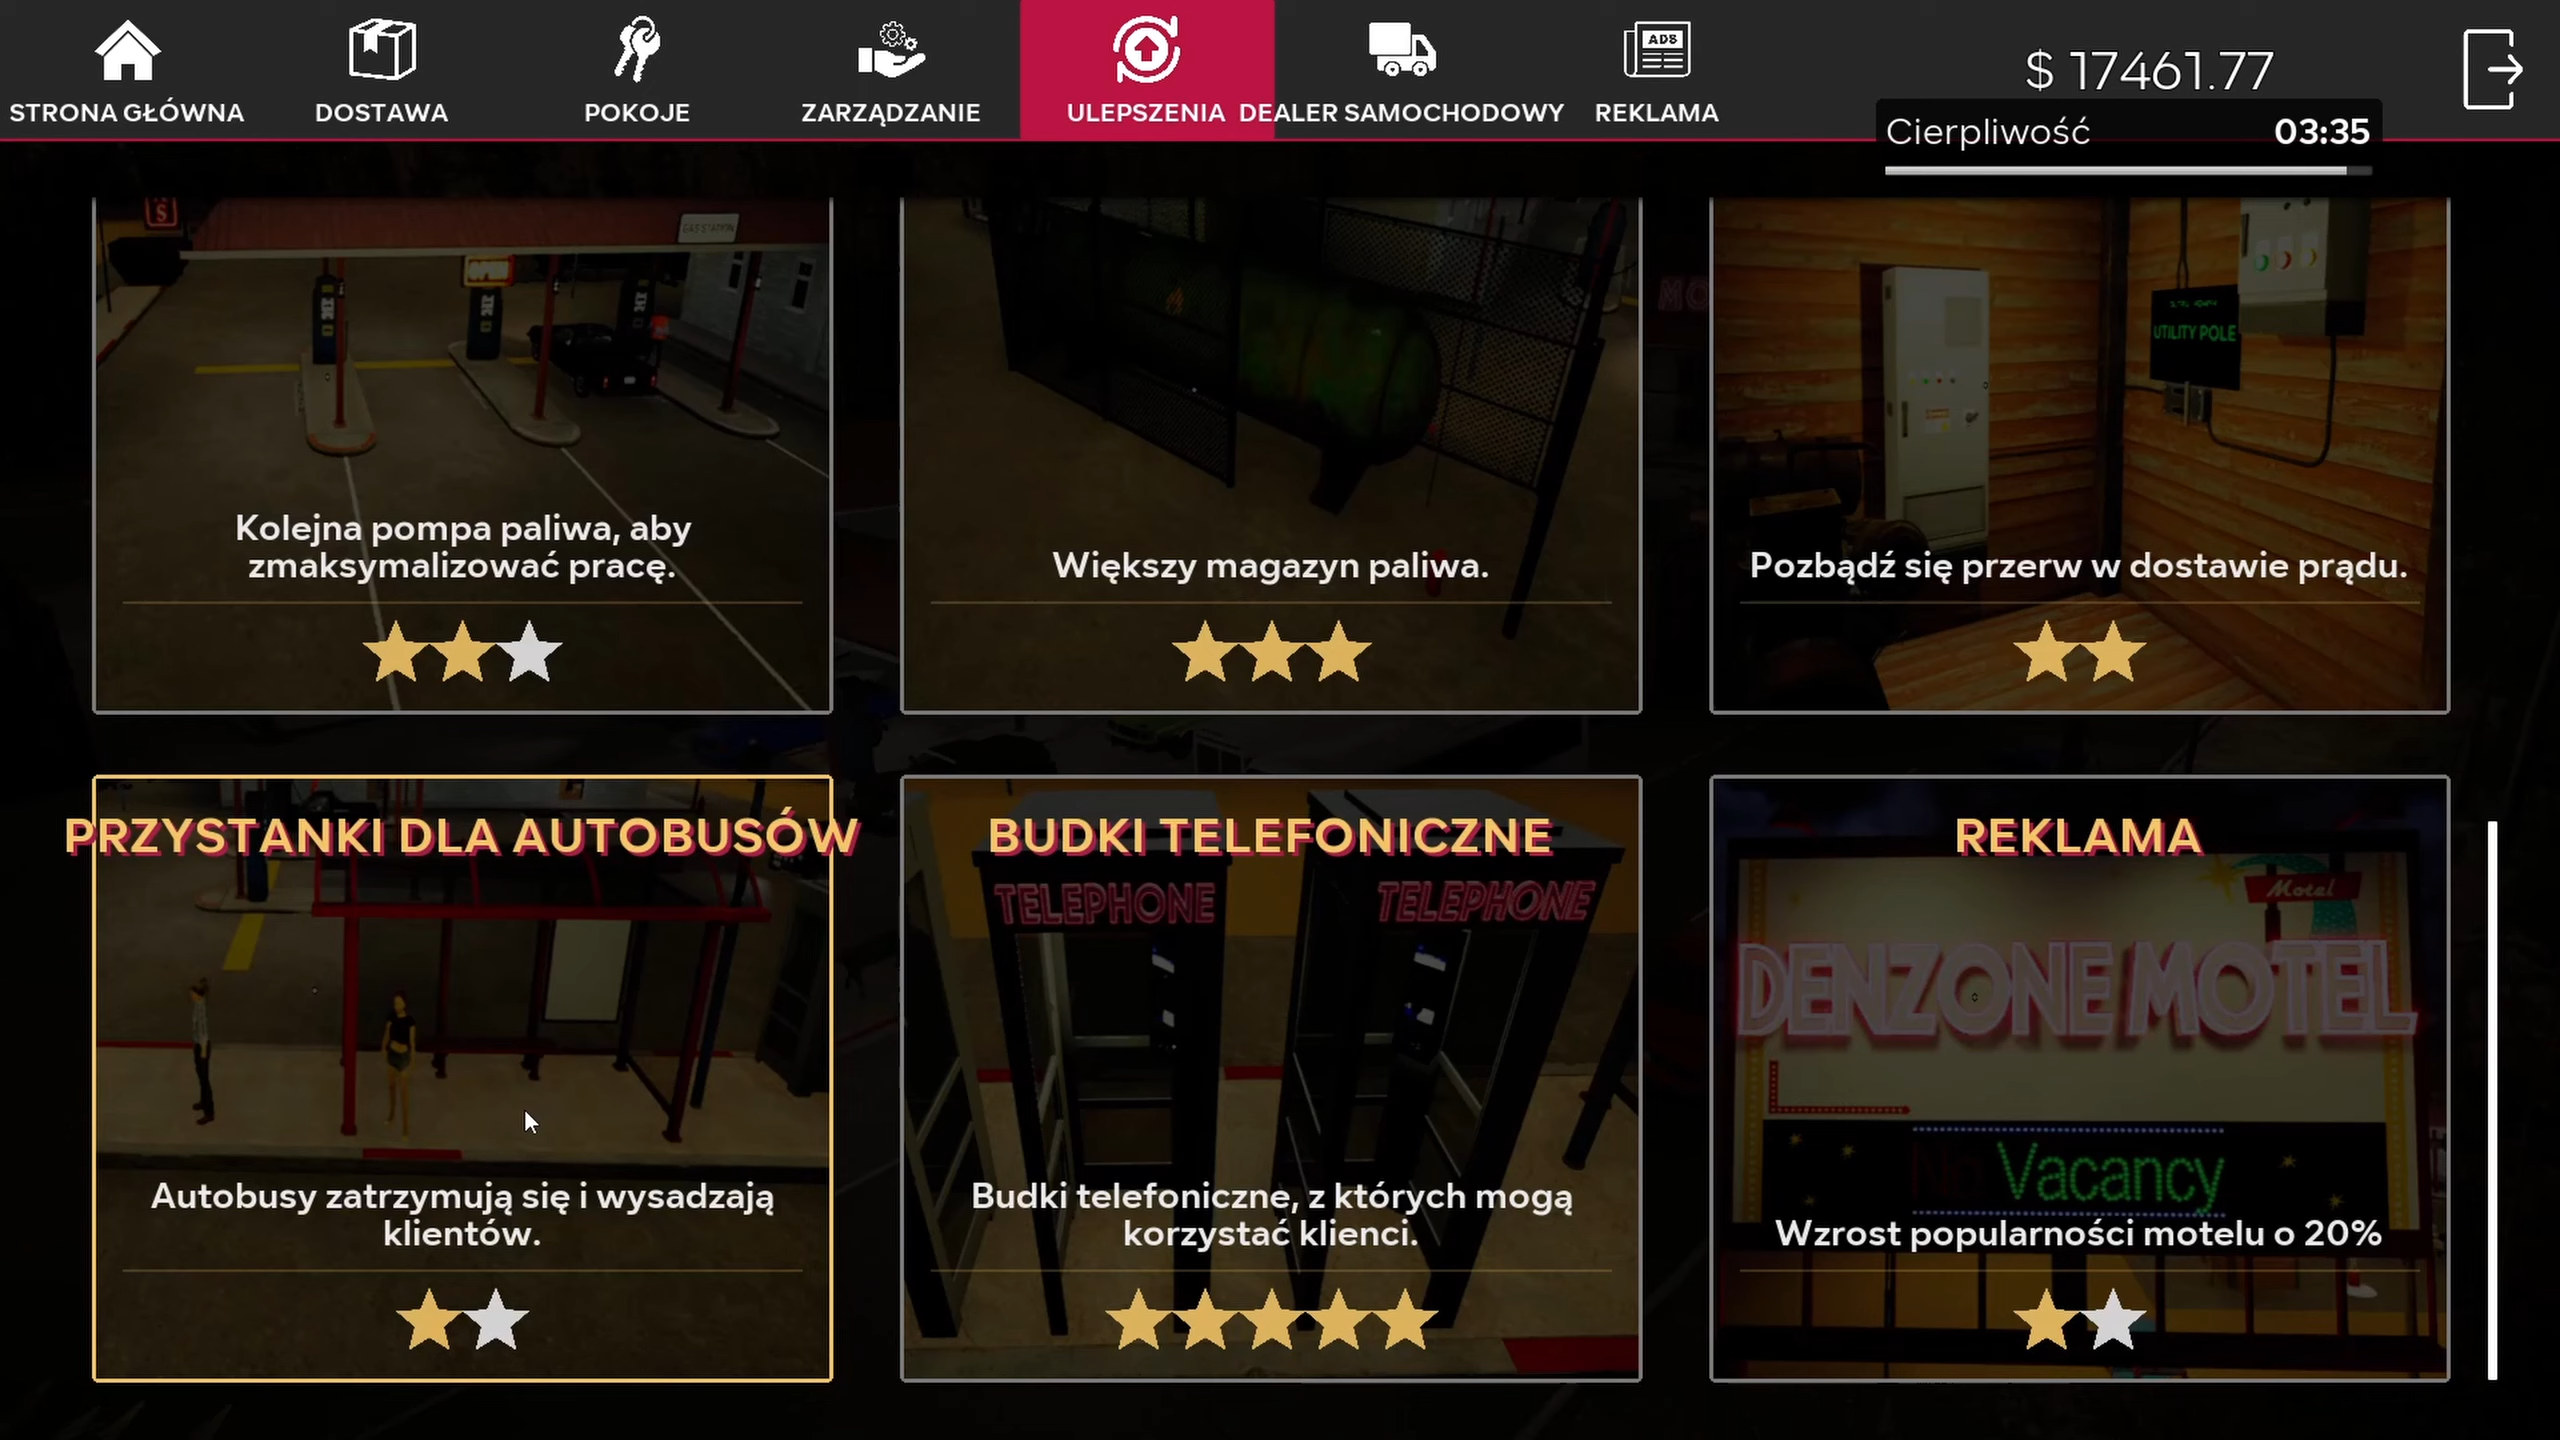 STRONA GŁÓWNA
DOSTAWA
POKOJE
ZARZĄDZANIE
ULEPSZENIA
DEALER SAMOCHODOWY
ADS
REKLAMA
$ 17461.77
Cierpliwość 03:35
GAS STATION
UTILITY POLE
Kolejna pompa paliwa, aby
zmaksymalizować pracę.
Większy magazyn paliwa.
Pozbądź się przerw w dostawie prądu.
PRZYSTANKI DLA AUTOBUSÓW
Autobusy zatrzymują się i wysadzają
klientów.
BUDKI TELEFONICZNE
TELEPHONE
TELEPHONE
Budki telefoniczne, z których mogą
korzystać klienci.
REKLAMA
Motel
DENZONE MOTEL
No Vacancy
Wzrost popularności motelu o 20%